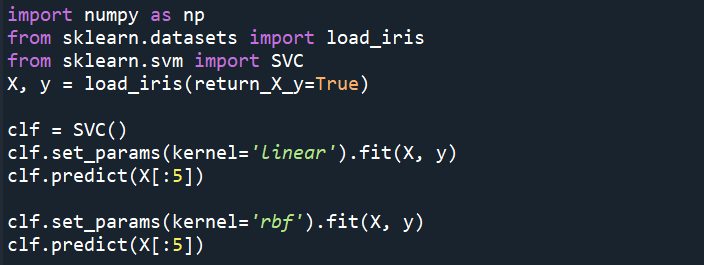 import numpy as np
from sklearn.datasets import load_iris
from sklearn.svm import SVC
X, y = load_iris(return_X_y=True)
clf = SVC()
clf.set_params(kernel='linear').fit(X, y)
clf.predict(X[:5])
clf.set_params(kernel='rbf').fit(X, y)
clf.predict(X[:5])